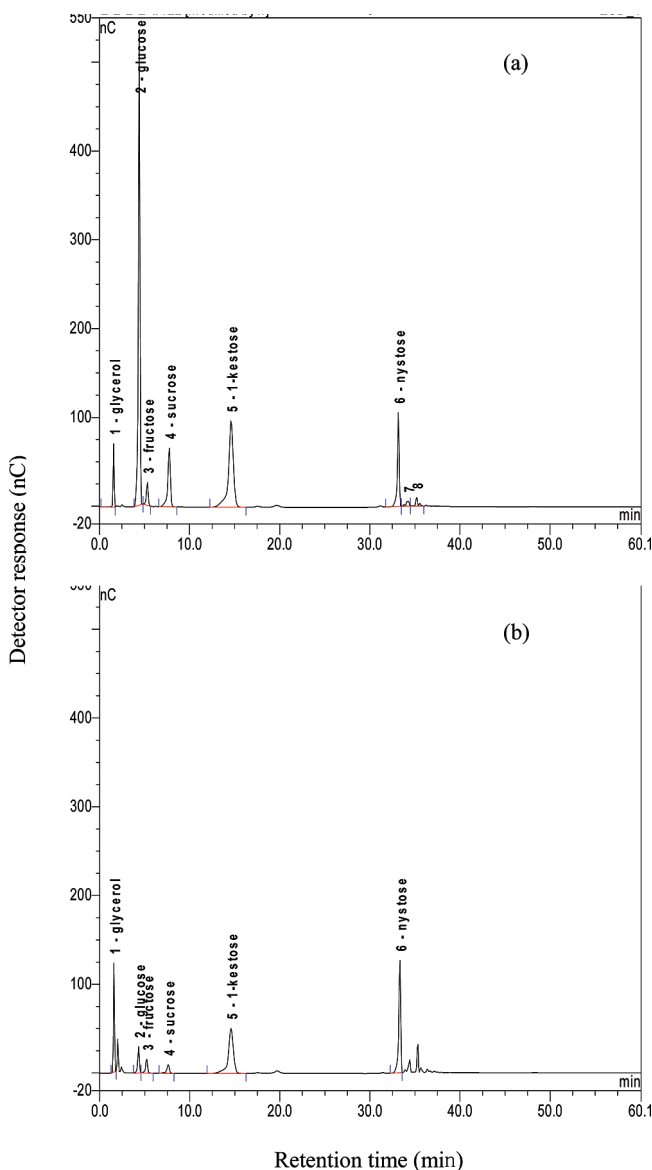 550
nC
(a)
2 - glucose
400
300
200
100
-20
1 - glycerol
3 - fructose
4 - sucrose
5 - 1-kestose
6 - nystose
7
8
min
0.0 10.0 20.0 30.0 40.0 50.0 60.1
Detector response (nC)
nC
(b)
400
300
200
100
-20
1 - glycerol
2 - glucose
3 - fructose
4 - sucrose
5 - 1-kestose
6 - nystose
min
0.0 10.0 20.0 30.0 40.0 50.0 60.1
Retention time (min)